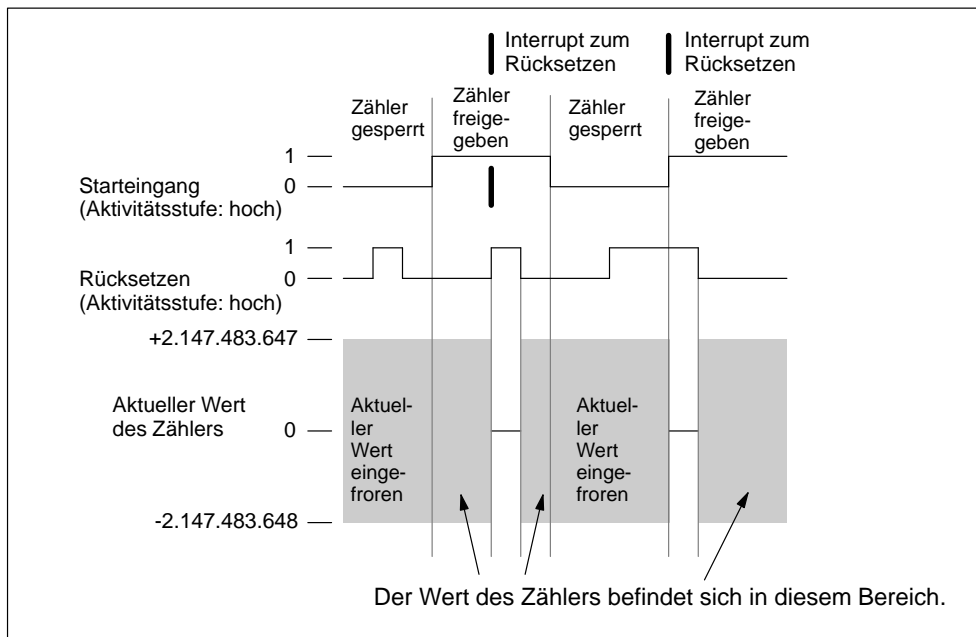 Interrupt zum
Rücksetzen
Interrupt zum
Rücksetzen
Zähler
gesperrt
Zähler
freige-
geben
Zähler
gesperrt
Zähler
freige-
geben
1
0
Starteingang
(Aktivitätsstufe: hoch)
1
0
Rücksetzen
(Aktivitätsstufe: hoch)
+2.147.483.647
Aktueller Wert
des Zählers
0
Aktuel-
ler
Wert
einge-
froren
Aktuel-
ler
Wert
einge-
froren
-2.147.483.648
Der Wert des Zählers befindet sich in diesem Bereich.